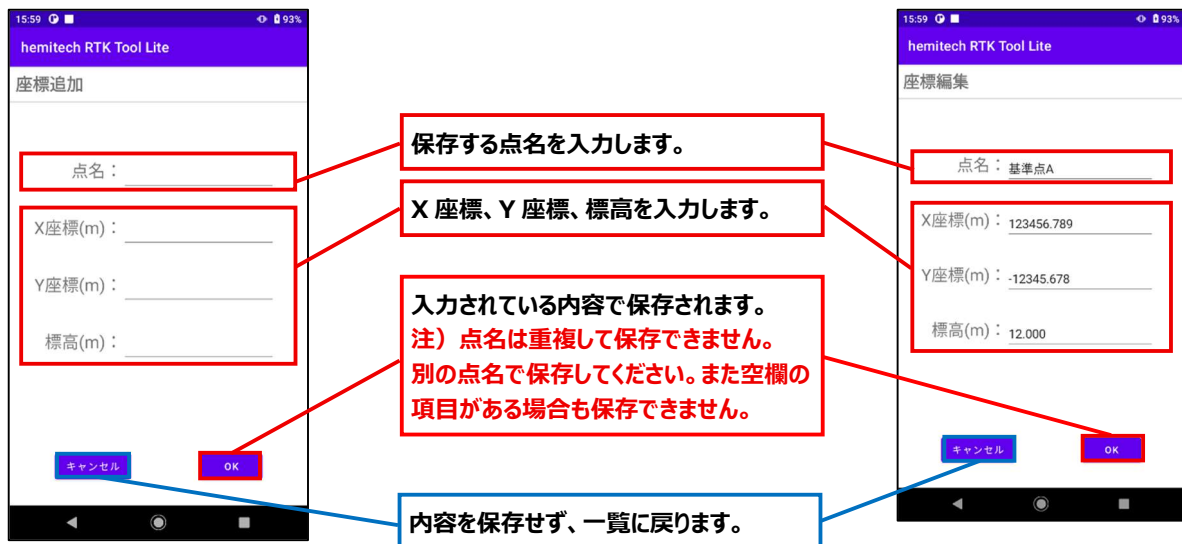 15:59
93%
hemitech RTK Tool Lite
座標追加
点名：
X座標(m)：
Y座標(m)：
標高(m)：
キャンセル
OK
保存する点名を入力します。
X 座標、Y 座標、標高を入力します。
入力されている内容で保存されます。
注）点名は重複して保存できません。
別の点名で保存してください。また空欄の
項目がある場合も保存できません。
内容を保存せず、一覧に戻ります。
15:59
93%
hemitech RTK Tool Lite
座標編集
点名：基準点A
X座標(m)：123456.789
Y座標(m)：-12345.678
標高(m)：12.000
キャンセル
OK